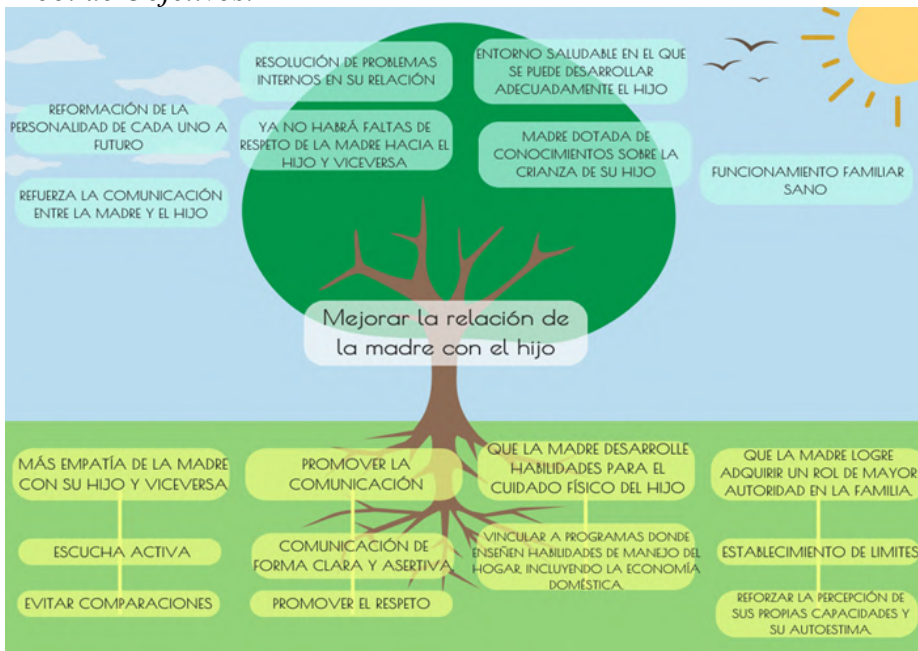 Árbol de Objetivos.
RESOLUCIÓN DE PROBLEMAS
INTERNOS EN SU RELACIÓN
ENTORNO SALUDABLE EN EL QUE
SE PUEDE DESARROLLAR
ADECUADAMENTE EL HIJO
REFORMACIÓN DE LA
PERSONALIDAD DE CADA UNO A
FUTURO
YA NO HABRÁ FALTAS DE
RESPETO DE LA MADRE HACIA EL
HIJO Y VICEVERSA
MADRE DOTADA DE
CONOCIMIENTOS SOBRE LA
CRIANZA DE SU HIJO
FUNCIONAMIENTO FAMILIAR
SANO
REFUERZA LA COMUNICACIÓN
ENTRE LA MADRE Y EL HIJO
Mejorar la relación de
la madre con el hijo
MÁS EMPATÍA DE LA MADRE
CON SU HIJO Y VICEVERSA
ESCUCHA ACTIVA
EVITAR COMPARACIONES
PROMOVER LA
COMUNICACIÓN
COMUNICACIÓN DE
FORMA CLARA Y ASERTIVA
PROMOVER EL RESPETO
QUE LA MADRE DESARROLLE
HABILIDADES PARA EL
CUIDADO FÍSICO DEL HIJO
VINCULAR A PROGRAMAS DONDE
ENSEÑEN HABILIDADES DE MANEJO DEL
HOGAR, INCLUYENDO LA ECONOMÍA
DOMÉSTICA.
QUE LA MADRE LOGRE
ADQUIRIR UN ROL DE MAYOR
AUTORIDAD EN LA FAMILIA.
ESTABLECIMIENTO DE LIMITES
REFORZAR LA PERCEPCIÓN DE
SUS PROPIAS CAPACIDADES Y
SU AUTOESTIMA.